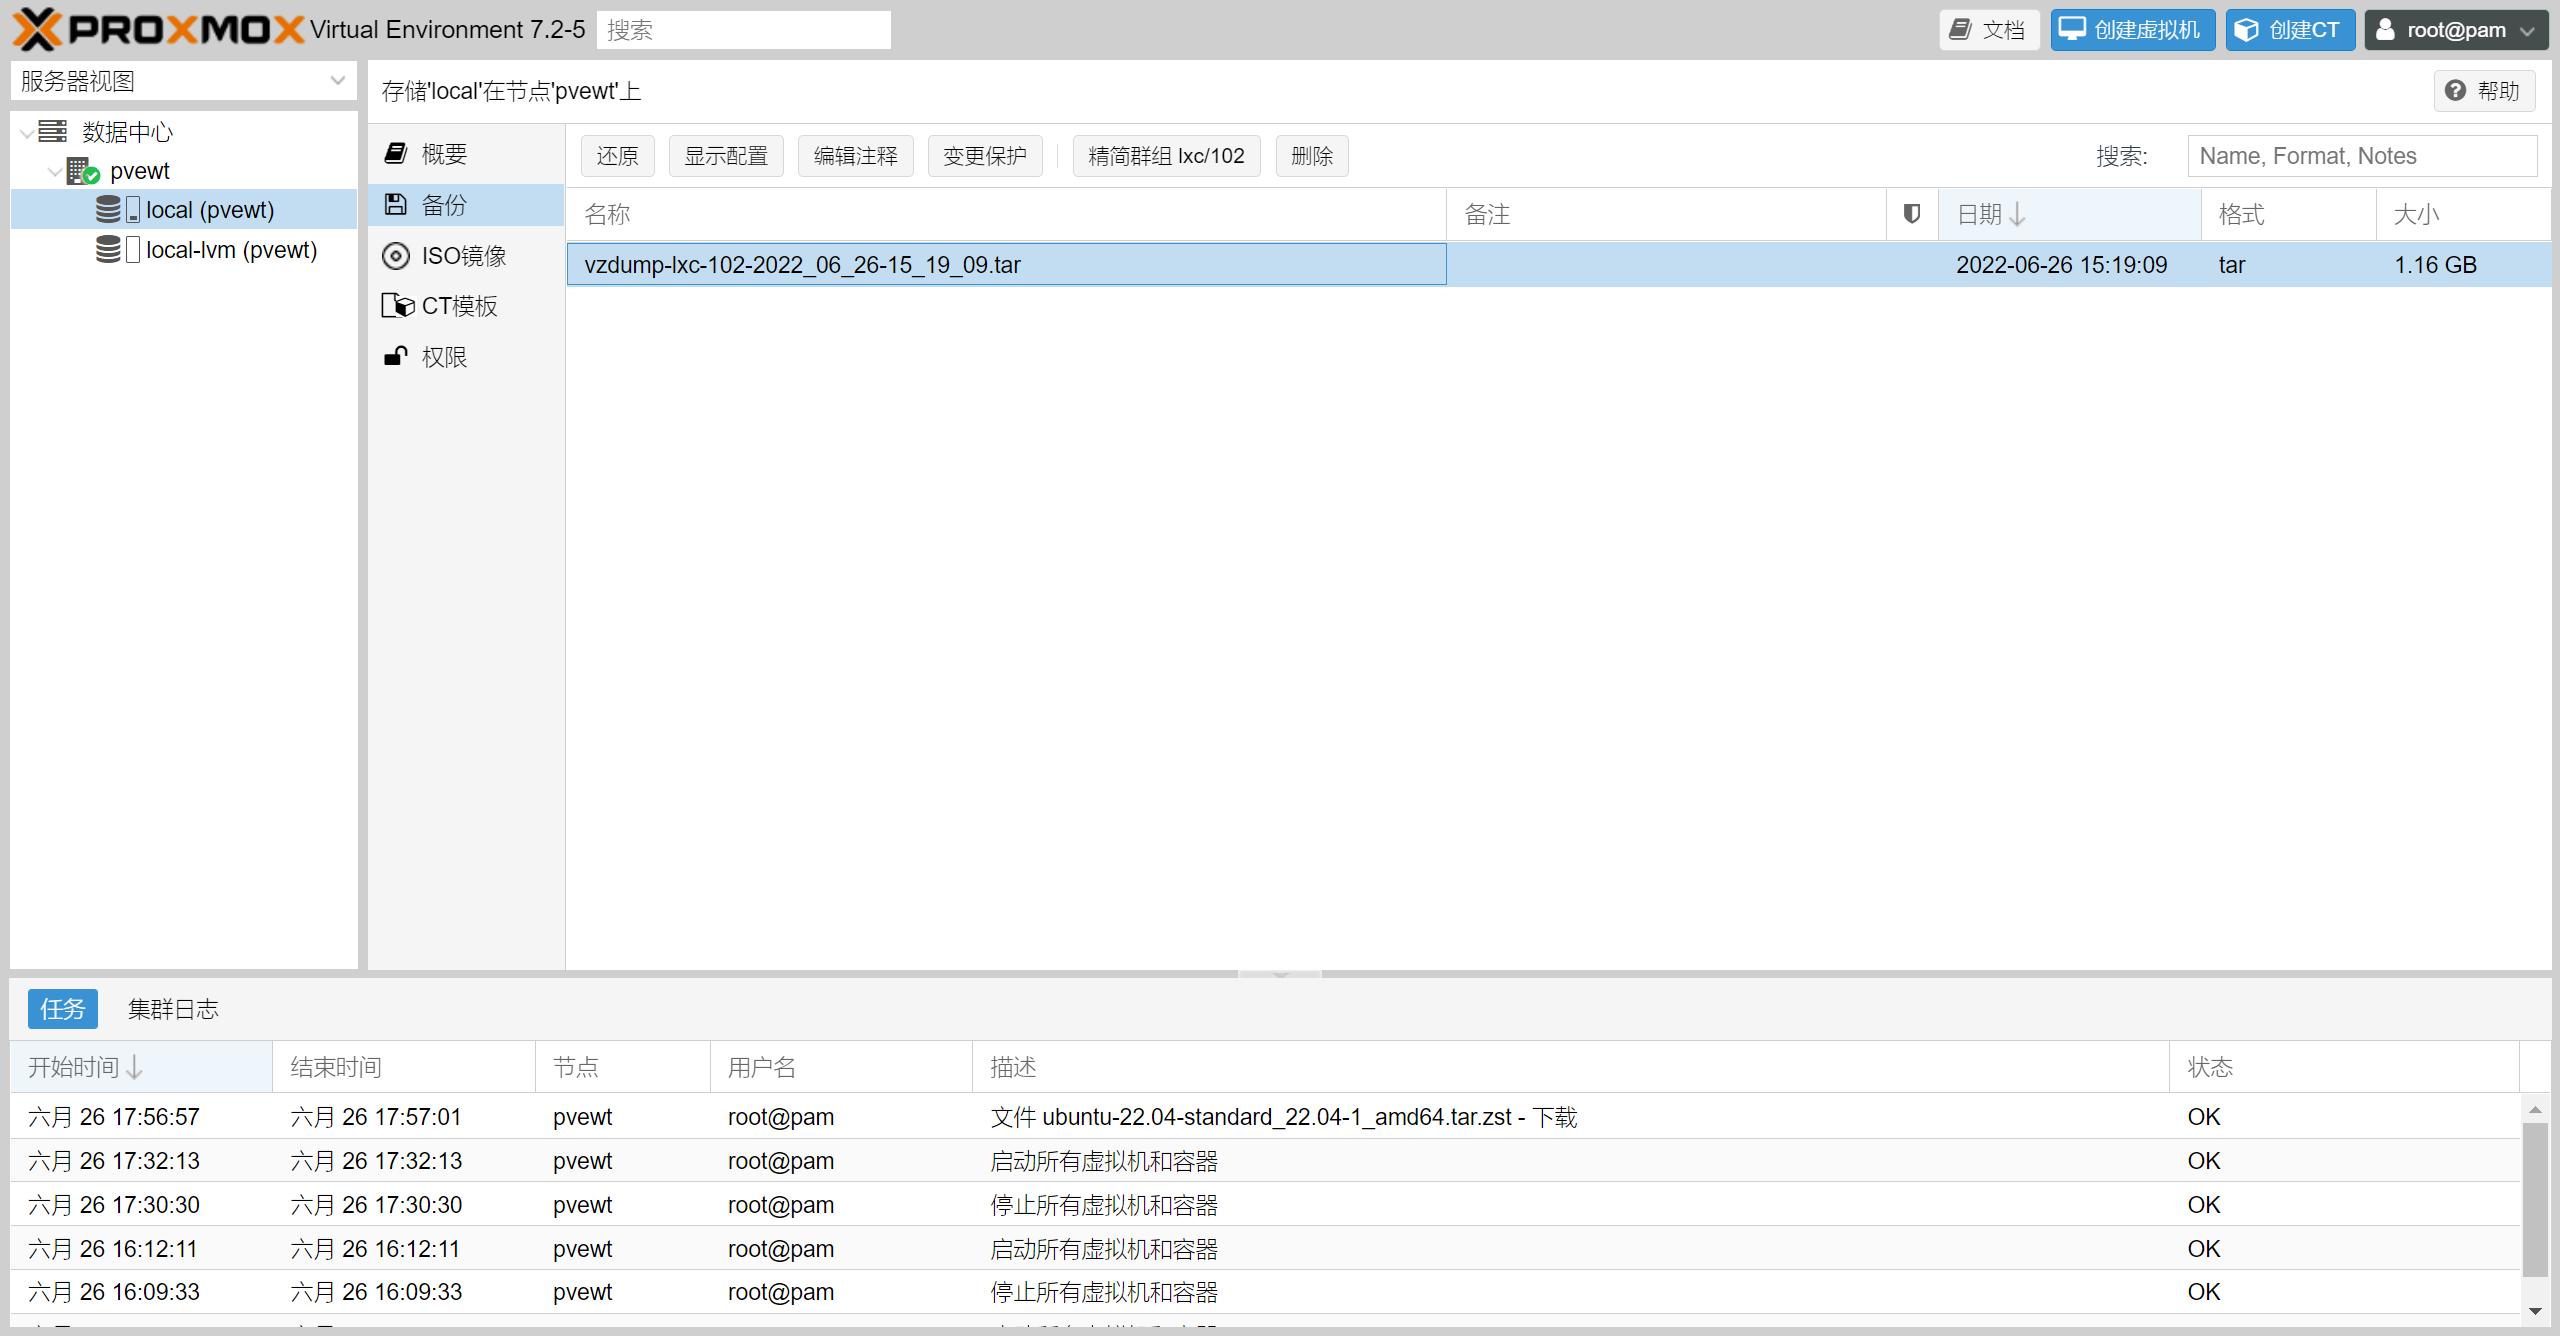 PROXMOX Virtual Environment 7.2-5 搜索 文档 创建虚拟机 创建CT root@pam
服务器视图
数据中心
pvewt
local (pvewt)
local-lvm (pvewt)
存储'local'在节点'pvewt'上 帮助
概要
备份
ISO镜像
CT模板
权限
还原 显示配置 编辑注释 变更保护 精简群组 lxc/102 删除 搜索: Name, Format, Notes
名称 备注 日期 格式 大小
vzdump-lxc-102-2022_06_26-15_19_09.tar 2022-06-26 15:19:09 tar 1.16 GB
任务 集群日志
开始时间 结束时间 节点 用户名 描述 状态
六月 26 17:56:57 六月 26 17:57:01 pvewt root@pam 文件 ubuntu-22.04-standard_22.04-1_amd64.tar.zst - 下载 OK
六月 26 17:32:13 六月 26 17:32:13 pvewt root@pam 启动所有虚拟机和容器 OK
六月 26 17:30:30 六月 26 17:30:30 pvewt root@pam 停止所有虚拟机和容器 OK
六月 26 16:12:11 六月 26 16:12:11 pvewt root@pam 启动所有虚拟机和容器 OK
六月 26 16:09:33 六月 26 16:09:33 pvewt root@pam 停止所有虚拟机和容器 OK